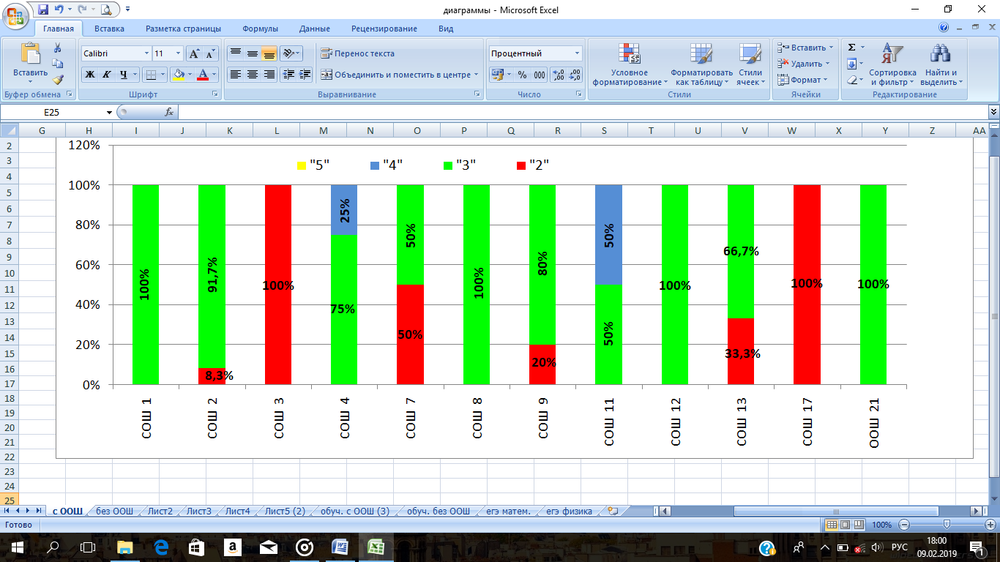 диаграммы - Microsoft Excel
Главная Вставка Разметка страницы Формулы Данные Рецензирование Вид
Вставить
Буфер обмена
Calibri 11
Ж К Ч А
Шрифт
Перенос текста
Объединить и поместить в центре
Выравнивание
Процентный
% 000
Число
Условное форматирование
Форматировать как таблицу
Стили ячеек
Стили
Вставить
Удалить
Формат
Ячейки
Сортировка и фильтр
Найти и выделить
Редактирование
E25 fx
G H I J K L M N O P Q R S T U V W X Y Z AA
2
3
4
5
6
7
8
9
10
11
12
13
14
15
16
17
18
19
20
21
22
23
24
25
120%
100%
80%
60%
40%
20%
0%
"5" "4" "3" "2"
100%
91,7%
8,3%
100%
25%
75%
50%
50%
100%
80%
20%
50%
50%
100%
66,7%
33,3%
100%
100%
СОШ 1
СОШ 2
СОШ 3
СОШ 4
СОШ 7
СОШ 8
СОШ 9
СОШ 11
СОШ 12
СОШ 13
СОШ 17
ООШ 21
с ООШ без ООШ Лист2 Лист3 Лист4 Лист5 (2) обуч. с ООШ (3) обуч. без ООШ егэ матем. егэ физика
Готово 100%
РУС
18:00
09.02.2019
1